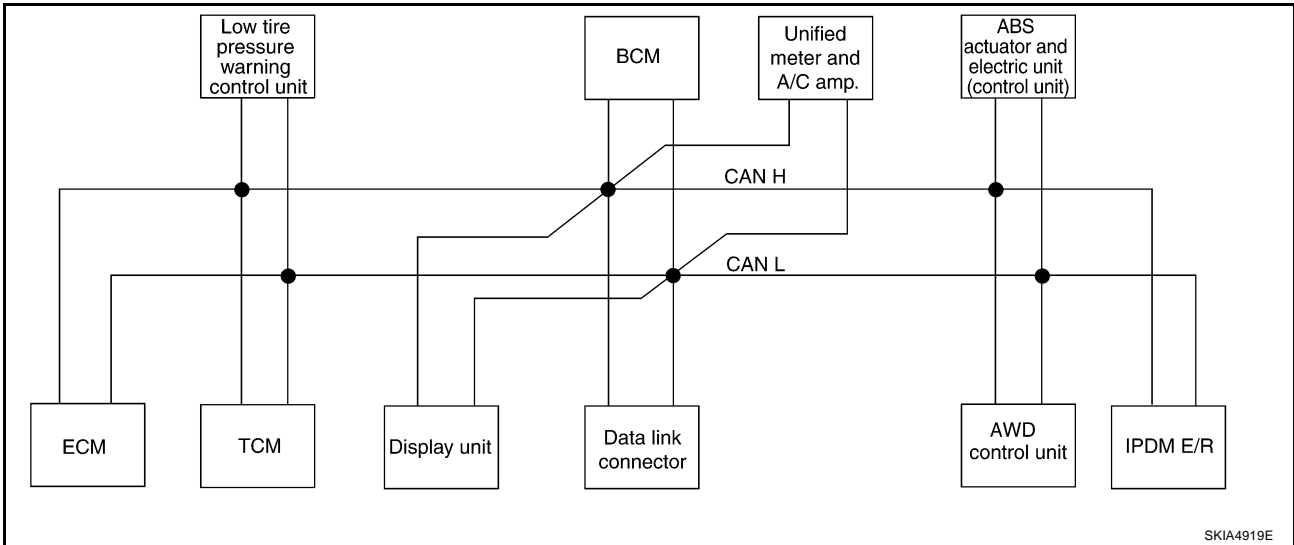 Low tire
pressure
warning
control unit
BCM
Unified
meter and
A/C amp.
ABS
actuator and
electric unit
(control unit)
CAN H
CAN L
ECM
TCM
Display unit
Data link
connector
AWD
control unit
IPDM E/R
SKIA4919E